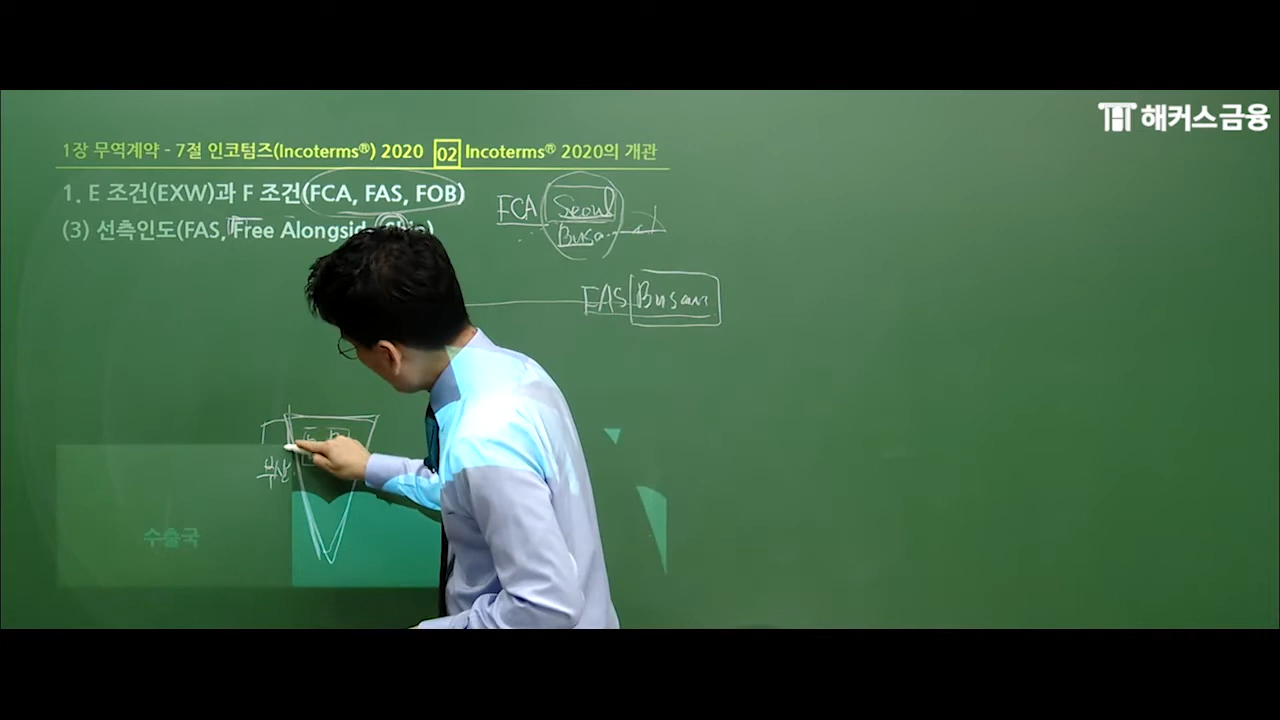 해커스금융
1장 무역계약 - 7절 인코텀즈(Incoterms®) 2020 02 Incoterms® 2020의 개관
1. E 조건(EXW)과 F 조건(FCA, FAS, FOB)
(3) 선측인도(FAS, Free Alongside Ship)
FCA Seoul
Busa
FAS Busan
부산
수출국